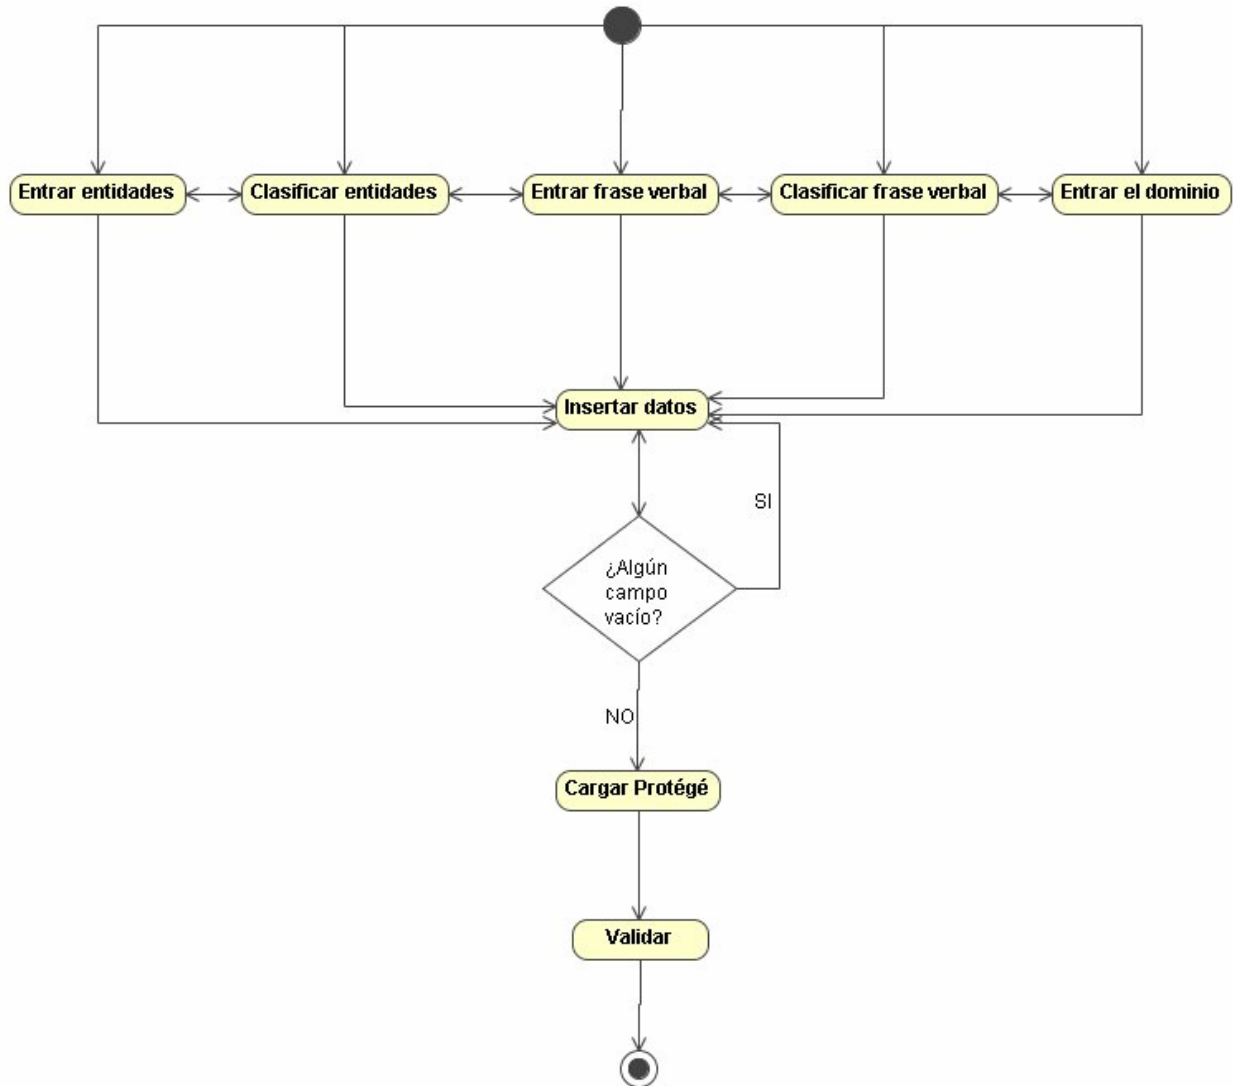 Entrar entidades
Clasificar entidades
Entrar frase verbal
Clasificar frase verbal
Entrar el dominio
Insertar datos
SI
¿Algún
campo
vacío?
NO
Cargar Protégé
Validar